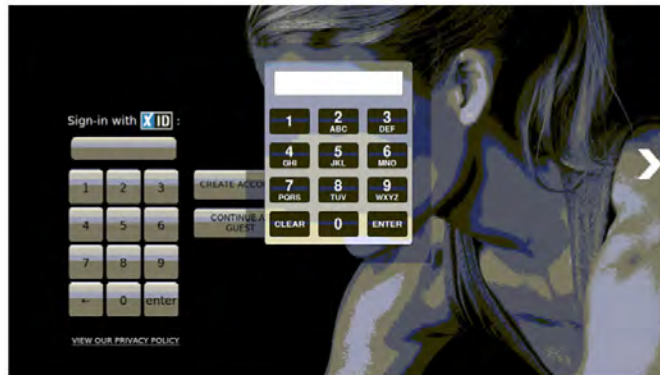 Sign-in with X ID :
1 2 3
4 5 6
7 8 9
← 0 enter
CREATE ACCO
CONTINUE A
GUEST
VIEW OUR PRIVACY POLICY
1 2 3
ABC DEF
4 5 6
GHI JKL MNO
7 8 9
PQRS TUV WXYZ
CLEAR 0 ENTER